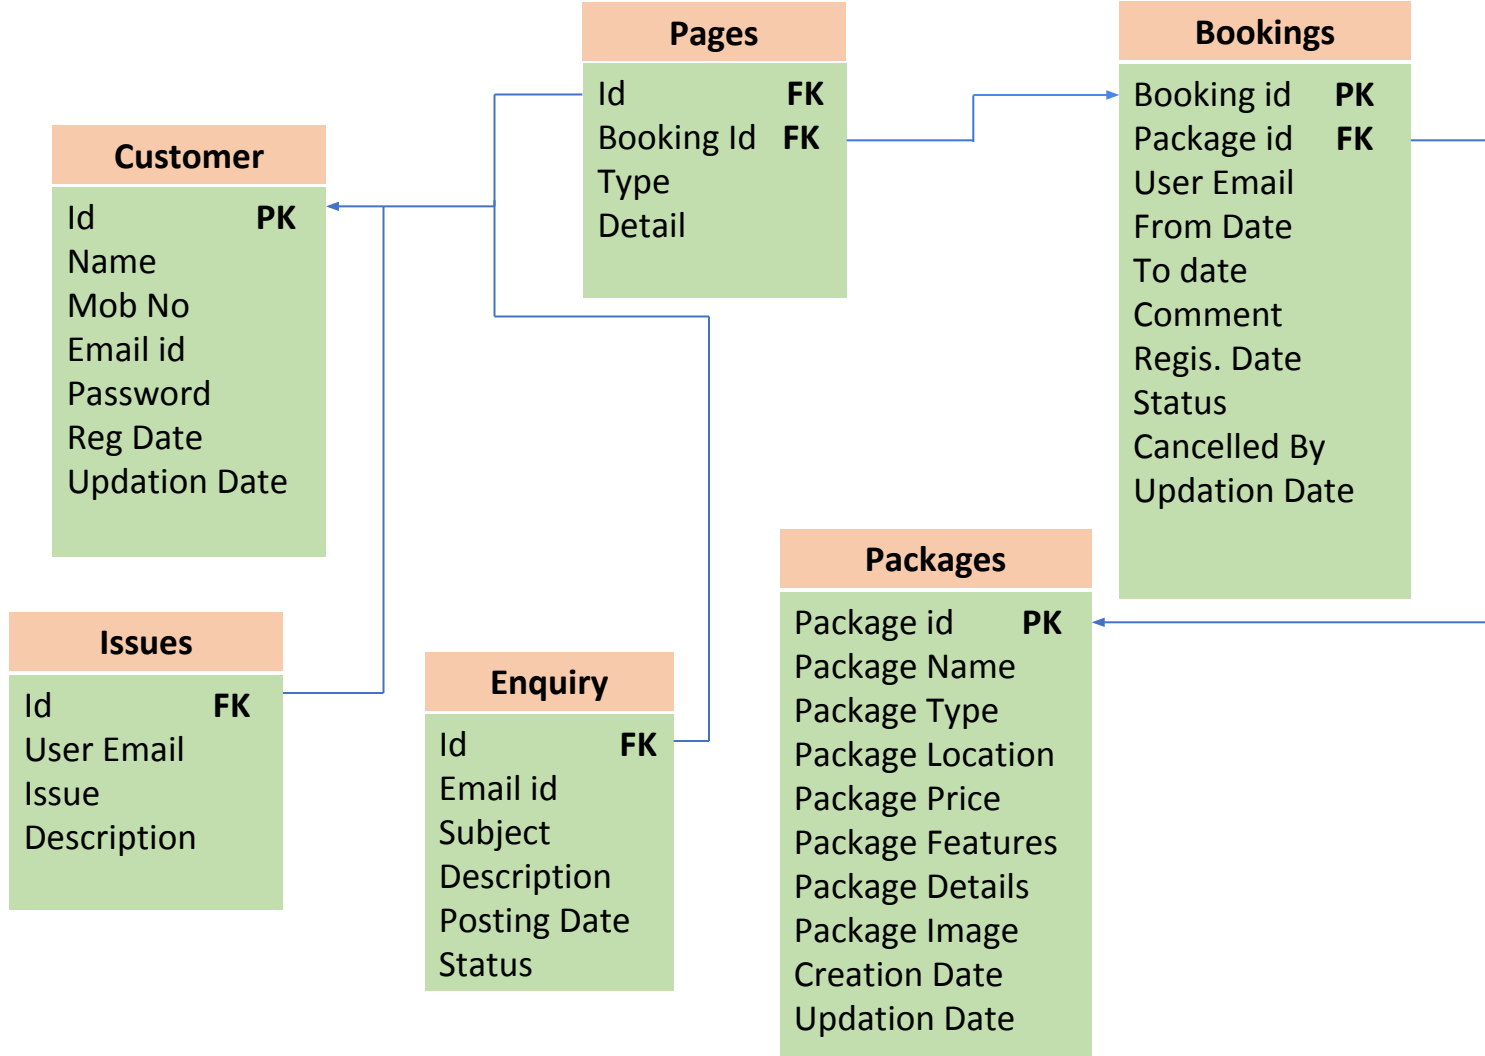 Pages
Id FK
Booking Id FK
Type
Detail
Bookings
Booking id PK
Package id FK
User Email
From Date
To date
Comment
Regis. Date
Status
Cancelled By
Updation Date
Customer
Id PK
Name
Mob No
Email id
Password
Reg Date
Updation Date
Issues
Id FK
User Email
Issue
Description
Enquiry
Id FK
Email id
Subject
Description
Posting Date
Status
Packages
Package id PK
Package Name
Package Type
Package Location
Package Price
Package Features
Package Details
Package Image
Creation Date
Updation Date